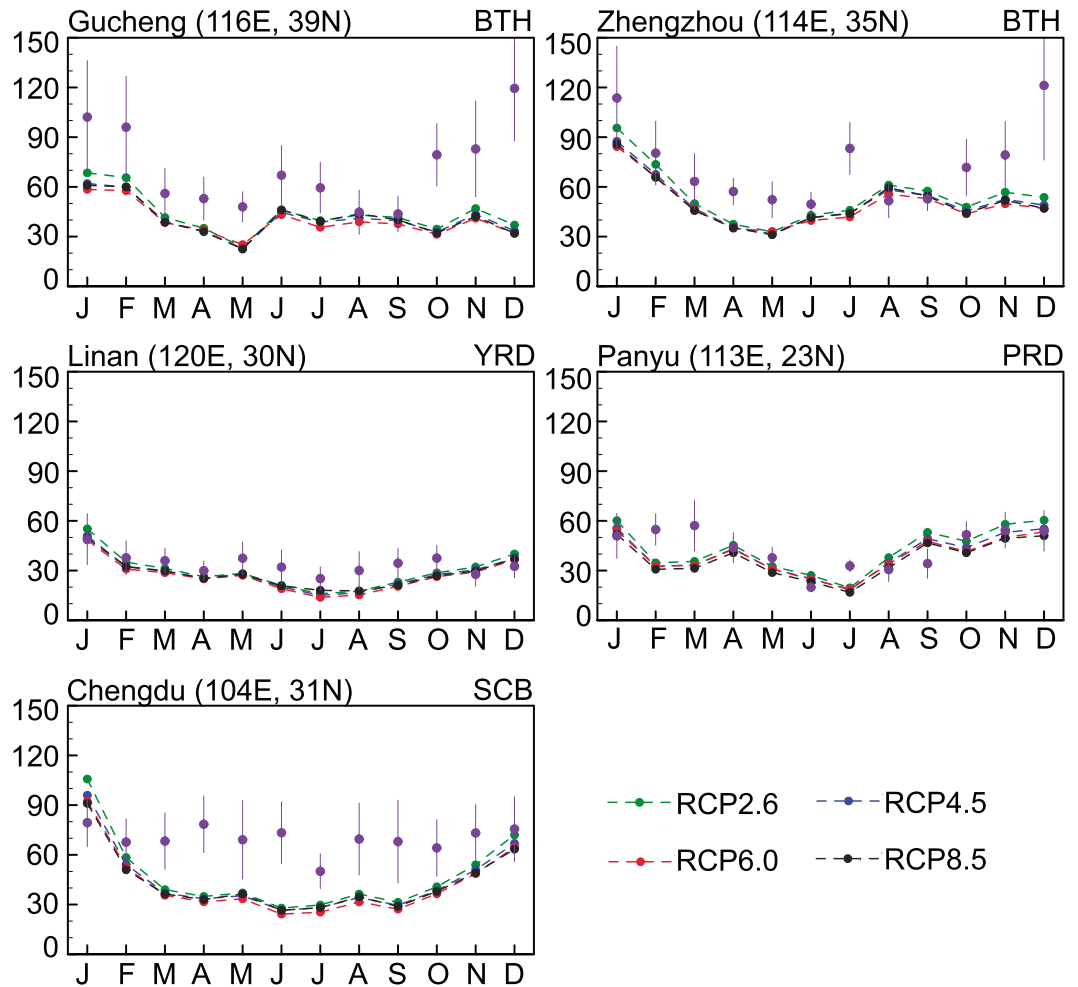 Gucheng (116E, 39N) BTH
150
120
90
60
30
0
J F M A M J J A S O N D
Zhengzhou (114E, 35N) BTH
150
120
90
60
30
0
J F M A M J J A S O N D
Linan (120E, 30N) YRD
150
120
90
60
30
0
J F M A M J J A S O N D
Panyu (113E, 23N) PRD
150
120
90
60
30
0
J F M A M J J A S O N D
Chengdu (104E, 31N) SCB
150
120
90
60
30
0
J F M A M J J A S O N D
RCP2.6 RCP4.5
RCP6.0 RCP8.5